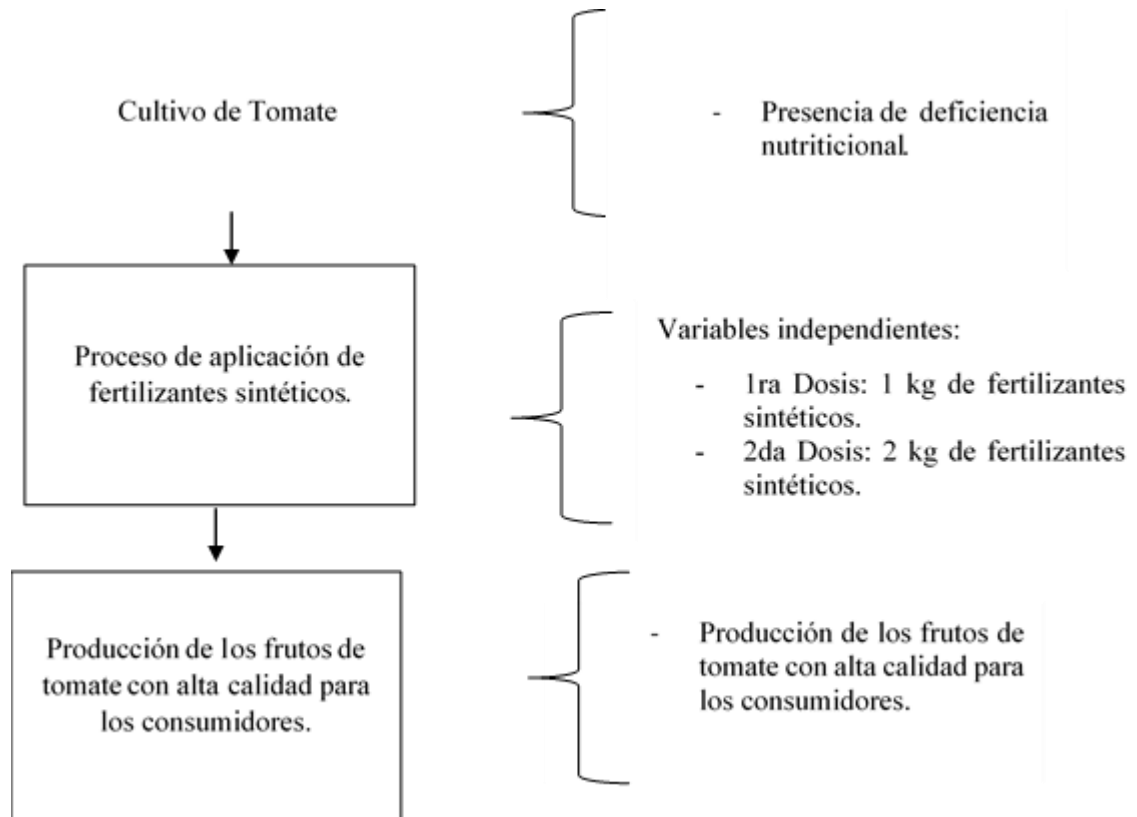 Cultivo de Tomate
- Presencia de deficiencia
nutriticional.
Proceso de aplicación de
fertilizantes sintéticos.
Variables independientes:
- 1ra Dosis: 1 kg de fertilizantes
sintéticos.
- 2da Dosis: 2 kg de fertilizantes
sintéticos.
Producción de los frutos de
tomate con alta calidad para
los consumidores.
- Producción de los frutos de
tomate con alta calidad para
los consumidores.